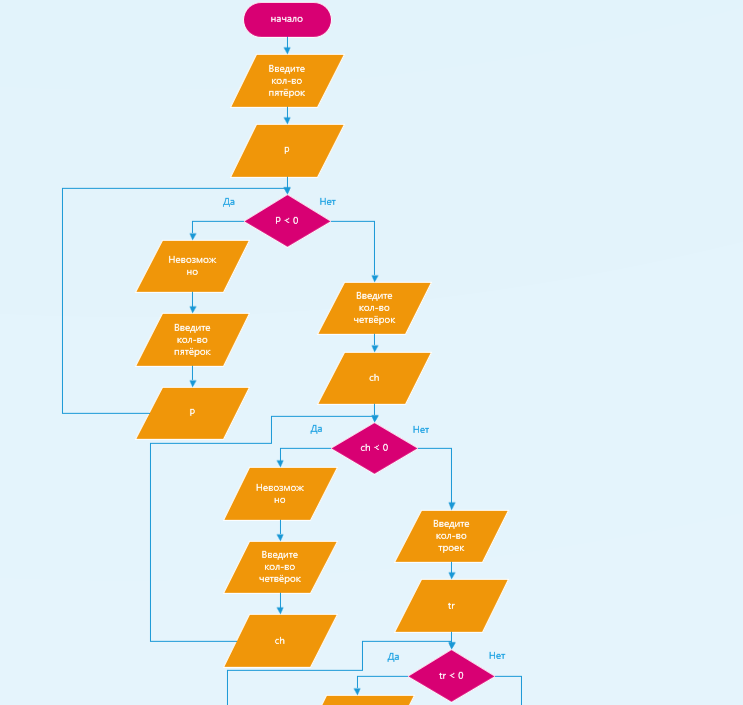 начало
Введите
кол-во
пятёрок
p
Да
Нет
P < 0
Невозмож
но
Введите
кол-во
пятёрок
p
Введите
кол-во
четвёрок
ch
Да
Нет
ch < 0
Невозмож
но
Введите
кол-во
четвёрок
ch
Введите
кол-во
троек
tr
Да
Нет
tr < 0